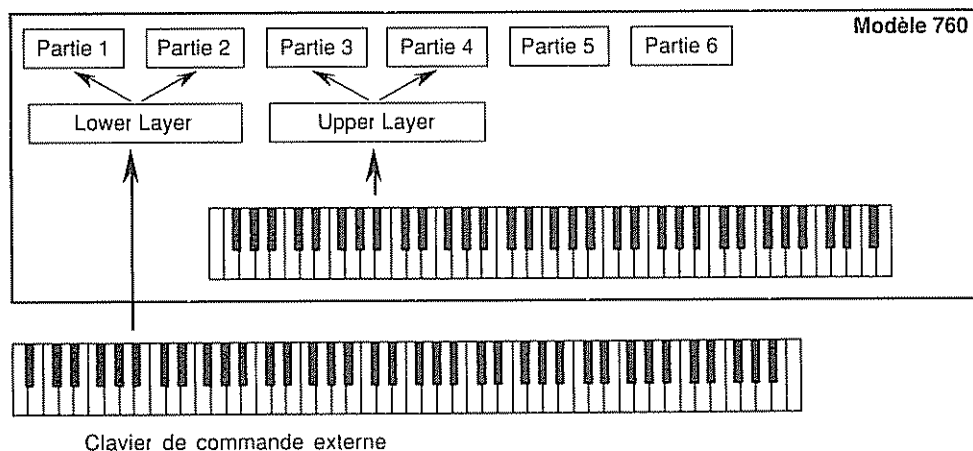 Modèle 760
Partie 1
Partie 2
Partie 3
Partie 4
Partie 5
Partie 6
Lower Layer
Upper Layer
Clavier de commande externe